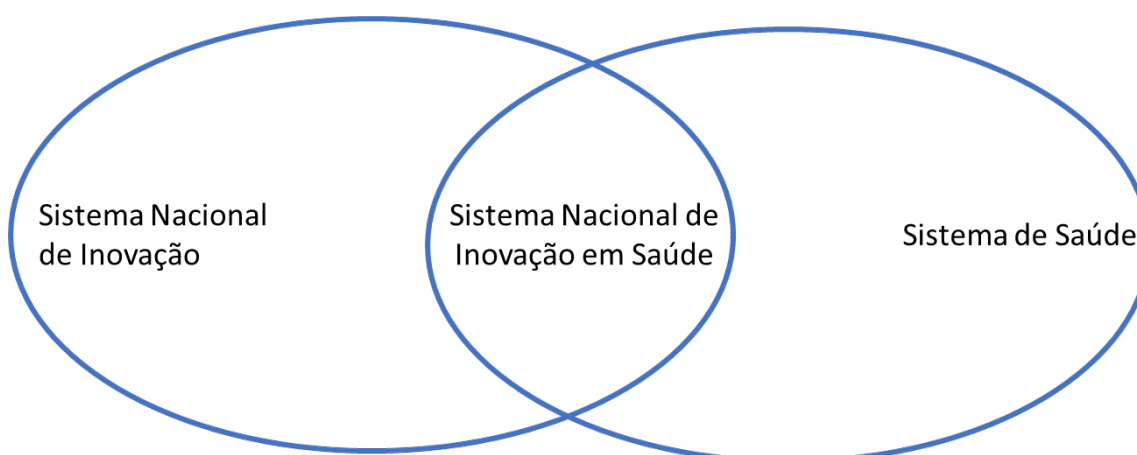 Sistema Nacional
de Inovação
Sistema Nacional de
Inovação em Saúde
Sistema de Saúde